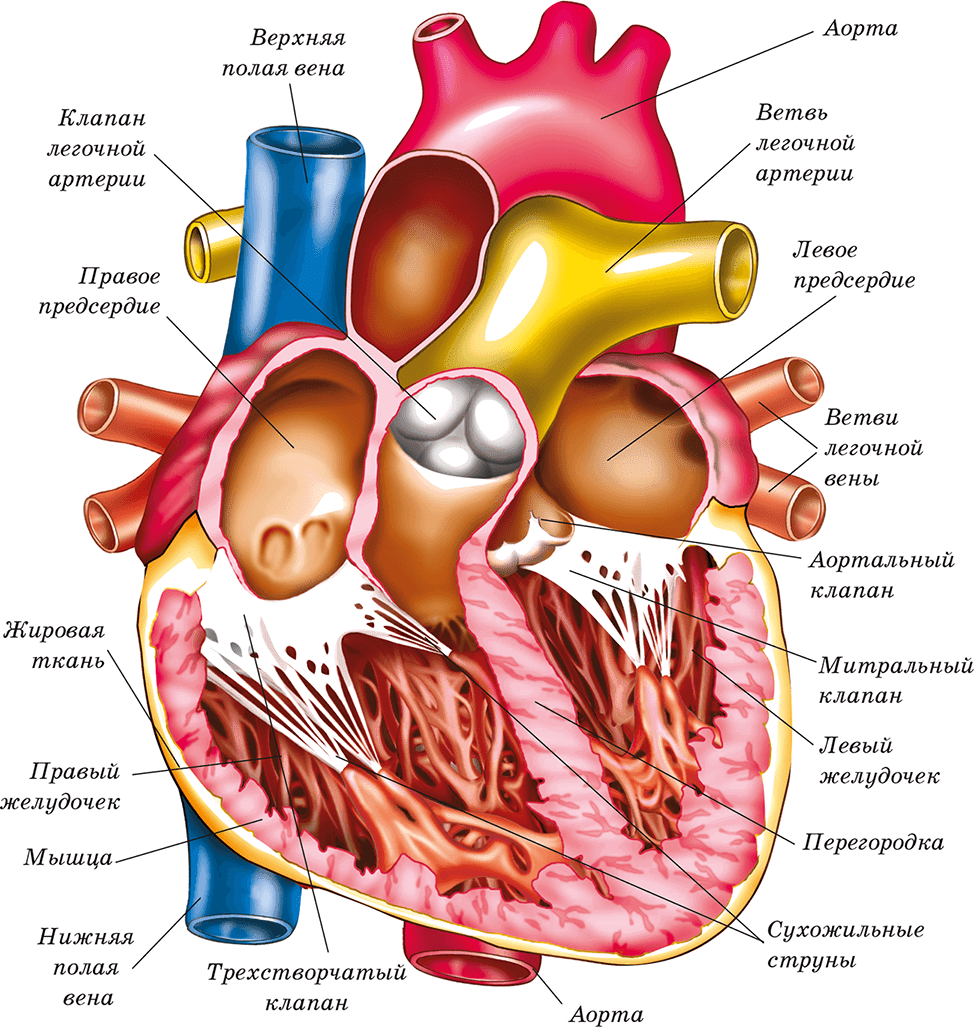 Верхняя
полая вена
Аорта
Клапан
легочной
артерии
Ветвь
легочной
артерии
Правое
предсердие
Левое
предсердие
Ветви
легочной
вены
Аортальный
клапан
Жировая
ткань
Митральный
клапан
Правый
желудочек
Левый
желудочек
Мышца
Перегородка
Нижняя
полая
вена
Трехстворчатый
клапан
Сухожильные
струны
Аорта